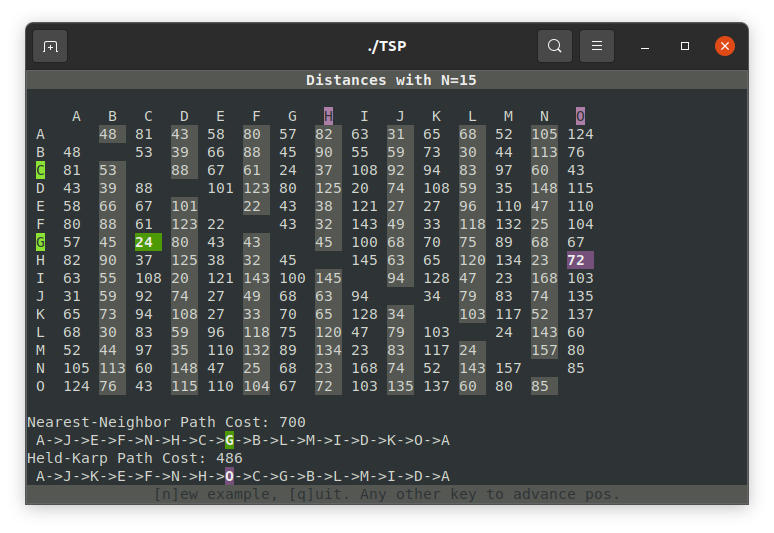 ./TSP
Distances with N=15
A B C D E F G H I J K L M N O
A 48 81 43 58 80 57 82 63 31 65 68 52 105 124
B 48 53 39 66 88 45 90 55 59 73 30 44 113 76
C 81 53 88 67 61 24 37 108 92 94 83 97 60 43
D 43 39 88 101 123 80 125 20 74 108 59 35 148 115
E 58 66 67 101 22 43 38 121 27 27 96 110 47 110
F 80 88 61 123 22 43 32 143 49 33 118 132 25 104
G 57 45 24 80 43 43 45 100 68 70 75 89 68 67
H 82 90 37 125 38 32 45 145 63 65 120 134 23 72
I 63 55 108 20 121 143 100 145 94 128 47 23 168 103
J 31 59 92 74 27 49 68 63 94 34 79 83 74 135
K 65 73 94 108 27 33 70 65 128 34 103 117 52 137
L 68 30 83 59 96 118 75 120 47 79 103 24 143 60
M 52 44 97 35 110 132 89 134 23 83 117 24 157 80
N 105 113 60 148 47 25 68 23 168 74 52 143 157 85
O 124 76 43 115 110 104 67 72 103 135 137 60 80 85
Nearest-Neighbor Path Cost: 700
A->J->E->F->N->H->C->G->B->L->M->I->D->K->O->A
Held-Karp Path Cost: 486
A->J->K->E->F->N->H->O->C->G->B->L->M->I->D->A
[n]ew example, [q]uit. Any other key to advance pos.